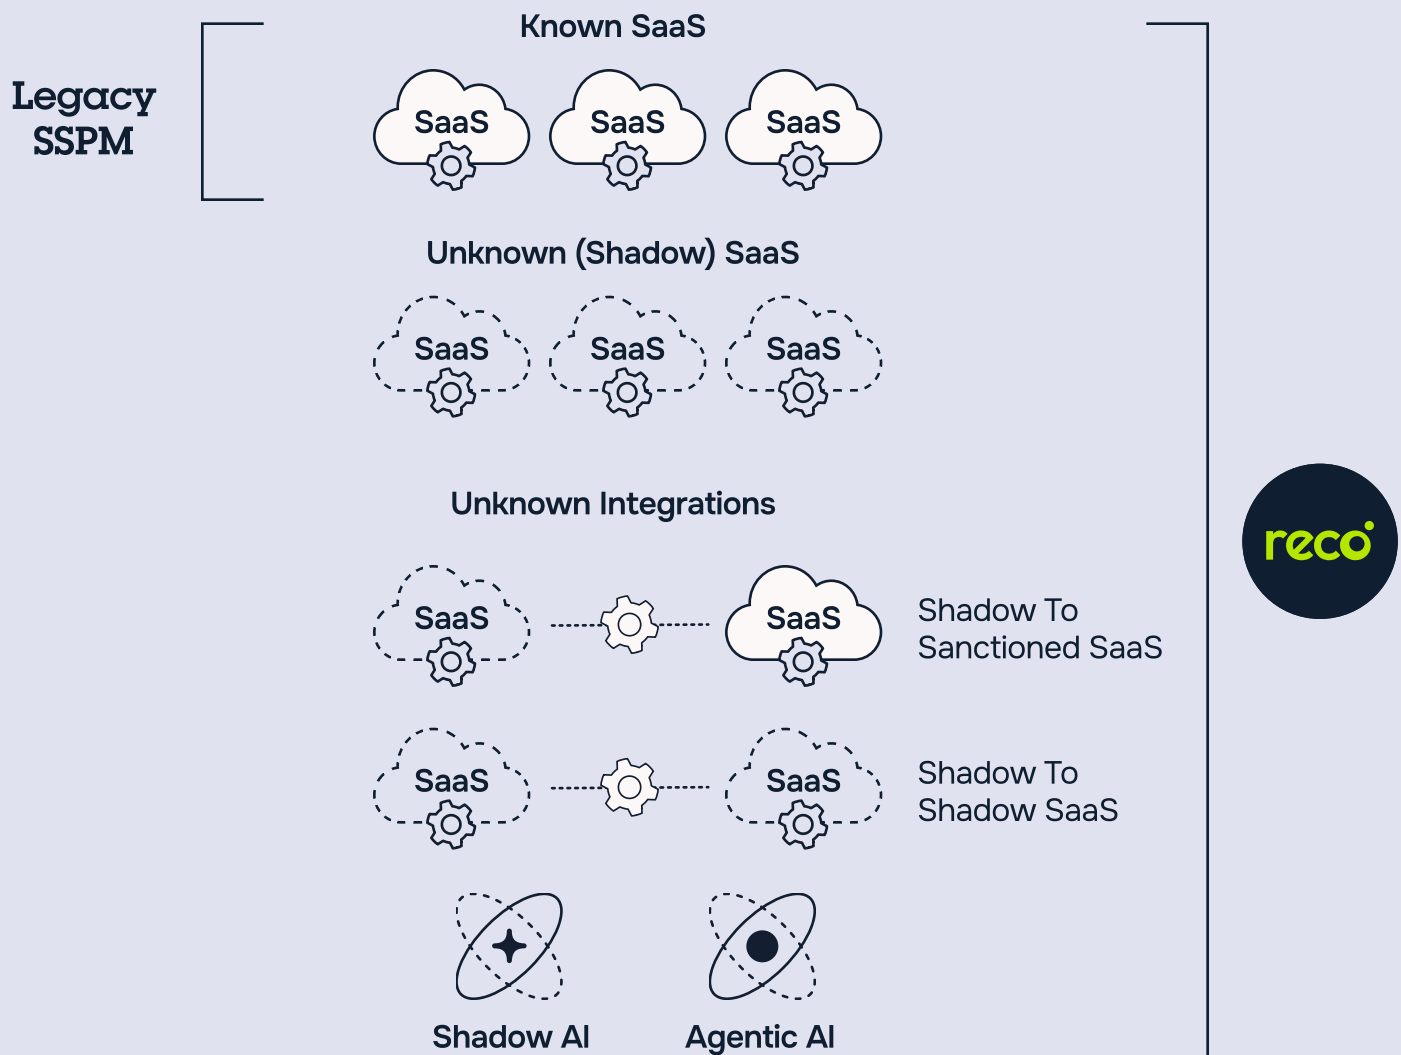 Known SaaS
Legacy
SSPM
SaaS SaaS SaaS
Unknown (Shadow) SaaS
SaaS SaaS SaaS
Unknown Integrations
SaaS SaaS
Shadow To
Sanctioned SaaS
reco
SaaS SaaS
Shadow To
Shadow SaaS
Shadow AI Agentic AI